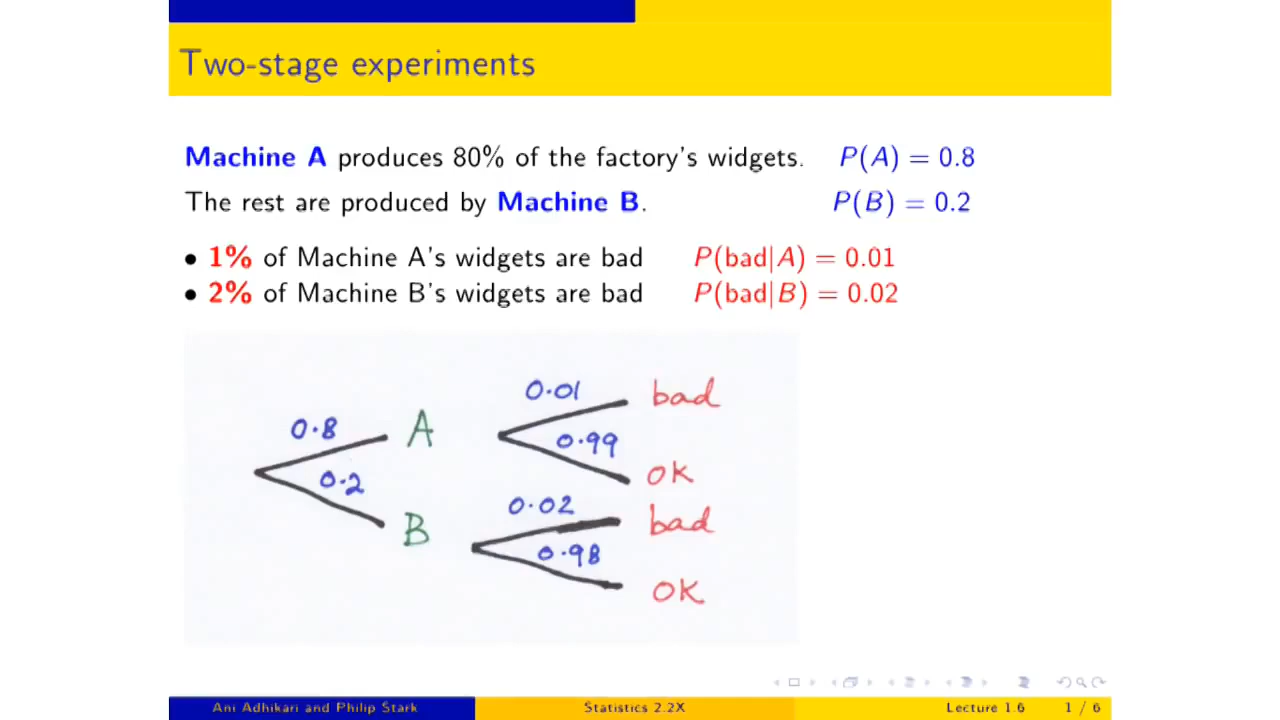 Two-stage experiments
Machine A produces 80% of the factory's widgets. P(A) = 0.8
The rest are produced by Machine B. P(B) = 0.2
• 1% of Machine A's widgets are bad P(bad|A) = 0.01
• 2% of Machine B's widgets are bad P(bad|B) = 0.02
0.01 bad
0.8 A
0.99
0.2 OK
0.02 bad
B
0.98
OK
Ani Adhikari and Philip Stark Statistics 2.2X Lecture 1.6 1 / 6